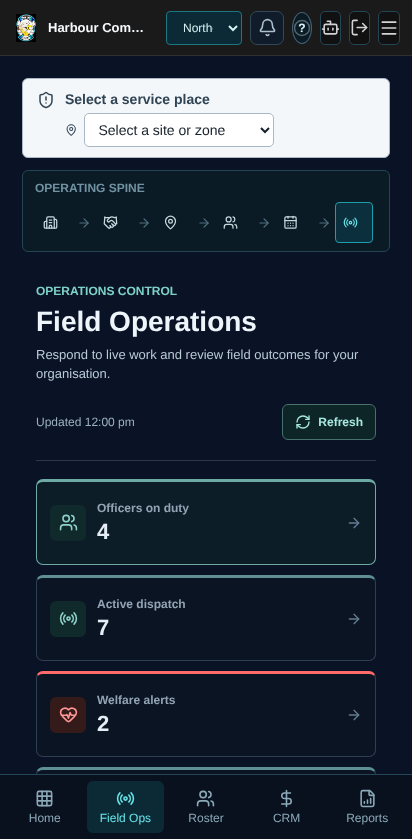 Harbour Com...
North
Select a service place
Select a site or zone
OPERATING SPINE
OPERATIONS CONTROL
Field Operations
Respond to live work and review field outcomes for your
organisation.
Updated 12:00 pm
Refresh
Officers on duty
4
Active dispatch
7
Welfare alerts
2
Home
Field Ops
Roster
CRM
Reports